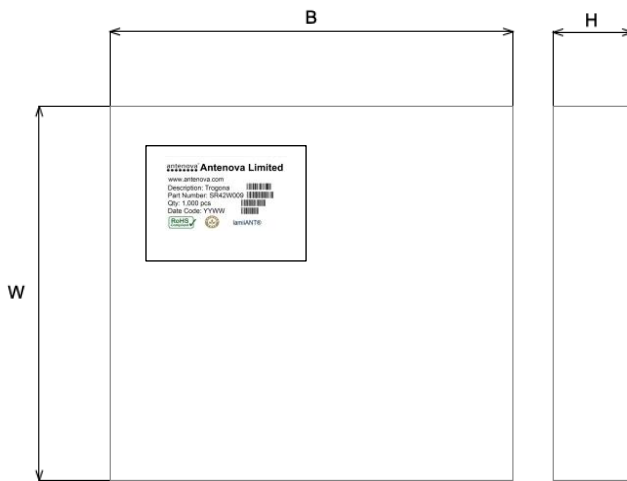 B
H
W
antenova Antenova Limited
www.antenova.com
Description: Trogona
Part Number: SR42W009
Qty: 1,000 pcs
Date Code: YYWW
RoHS
lamiANT®